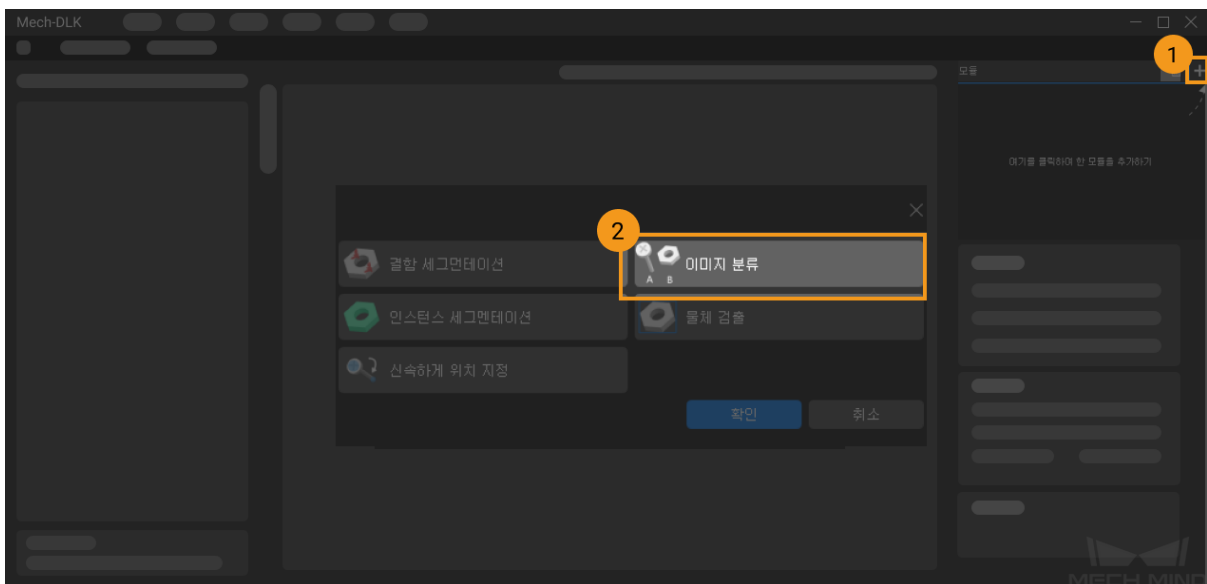 Mech-DLK
1
모듈
여기를 클릭하여 한 모듈을 추가하기
2
결함 세그먼테이션
이미지 분류
A B
인스턴스 세그멘테이션
물체 검출
신속하게 위치 지정
확인
취소
MECH MIND